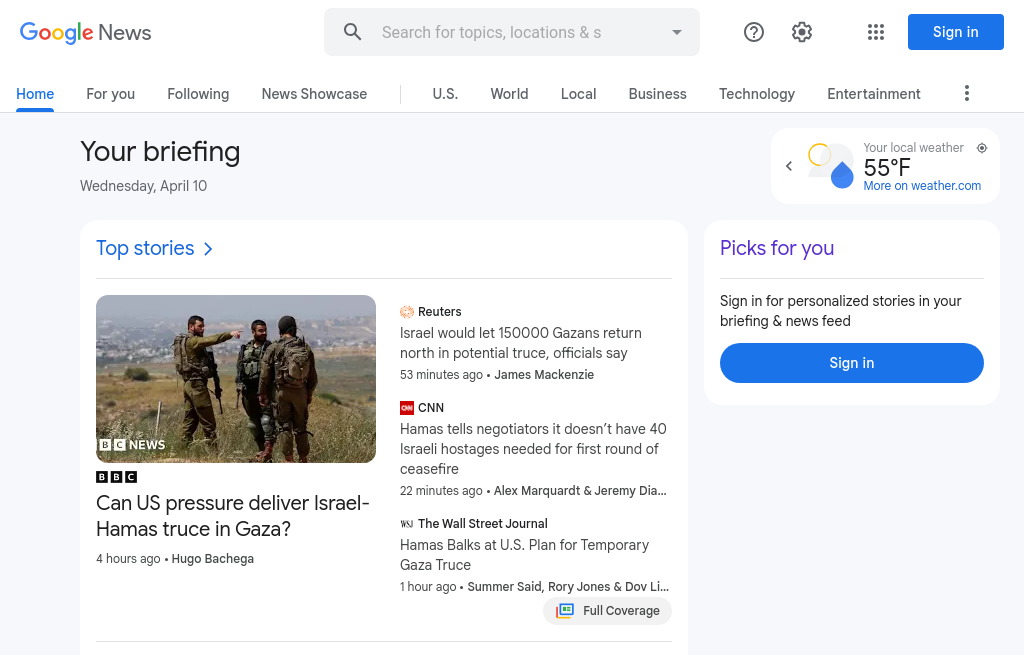 Google News
Search for topics, locations & s
Sign in
Home
For you
Following
News Showcase
U.S.
World
Local
Business
Technology
Entertainment
Your briefing
Wednesday, April 10
Your local weather
55°F
More on weather.com
Top stories
BBC NEWS
BBC
Can US pressure deliver Israel-
Hamas truce in Gaza?
4 hours ago • Hugo Bachega
Reuters
Israel would let 150000 Gazans return
north in potential truce, officials say
53 minutes ago • James Mackenzie
CNN
CNN
Hamas tells negotiators it doesn’t have 40
Israeli hostages needed for first round of
ceasefire
22 minutes ago • Alex Marquardt & Jeremy Dia...
WSJ
The Wall Street Journal
Hamas Balks at U.S. Plan for Temporary
Gaza Truce
1 hour ago • Summer Said, Rory Jones & Dov Li...
Full Coverage
Picks for you
Sign in for personalized stories in your
briefing & news feed
Sign in